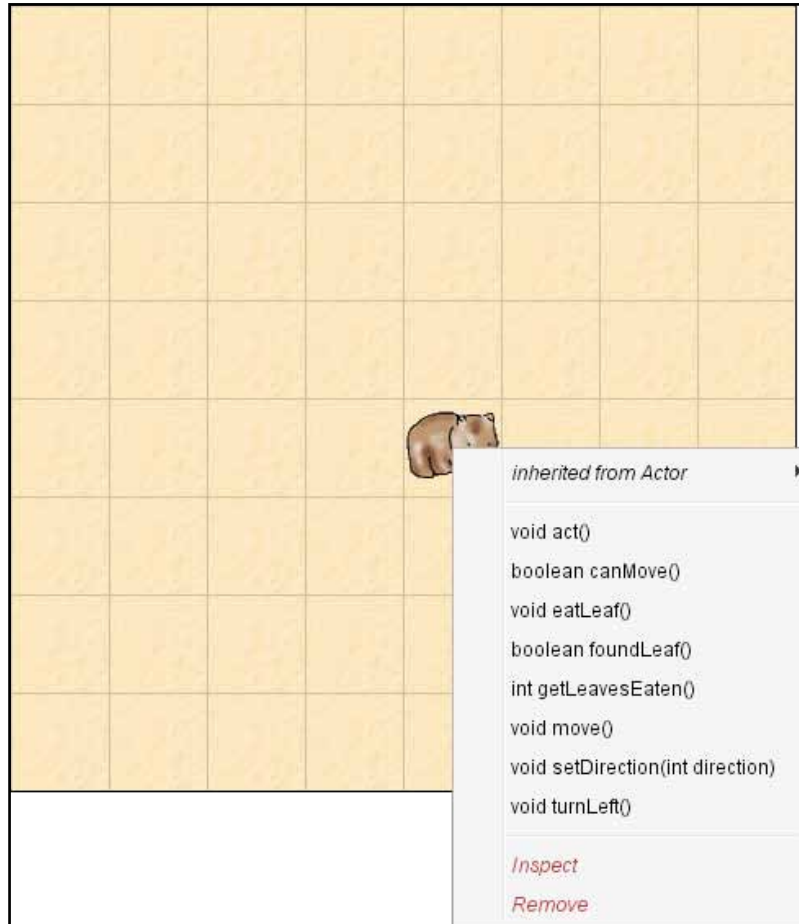 inherited from Actor
void act()
boolean canMove()
void eatLeaf()
boolean foundLeaf()
int getLeavesEaten()
void move()
void setDirection(int direction)
void turnLeft()
Inspect
Remove